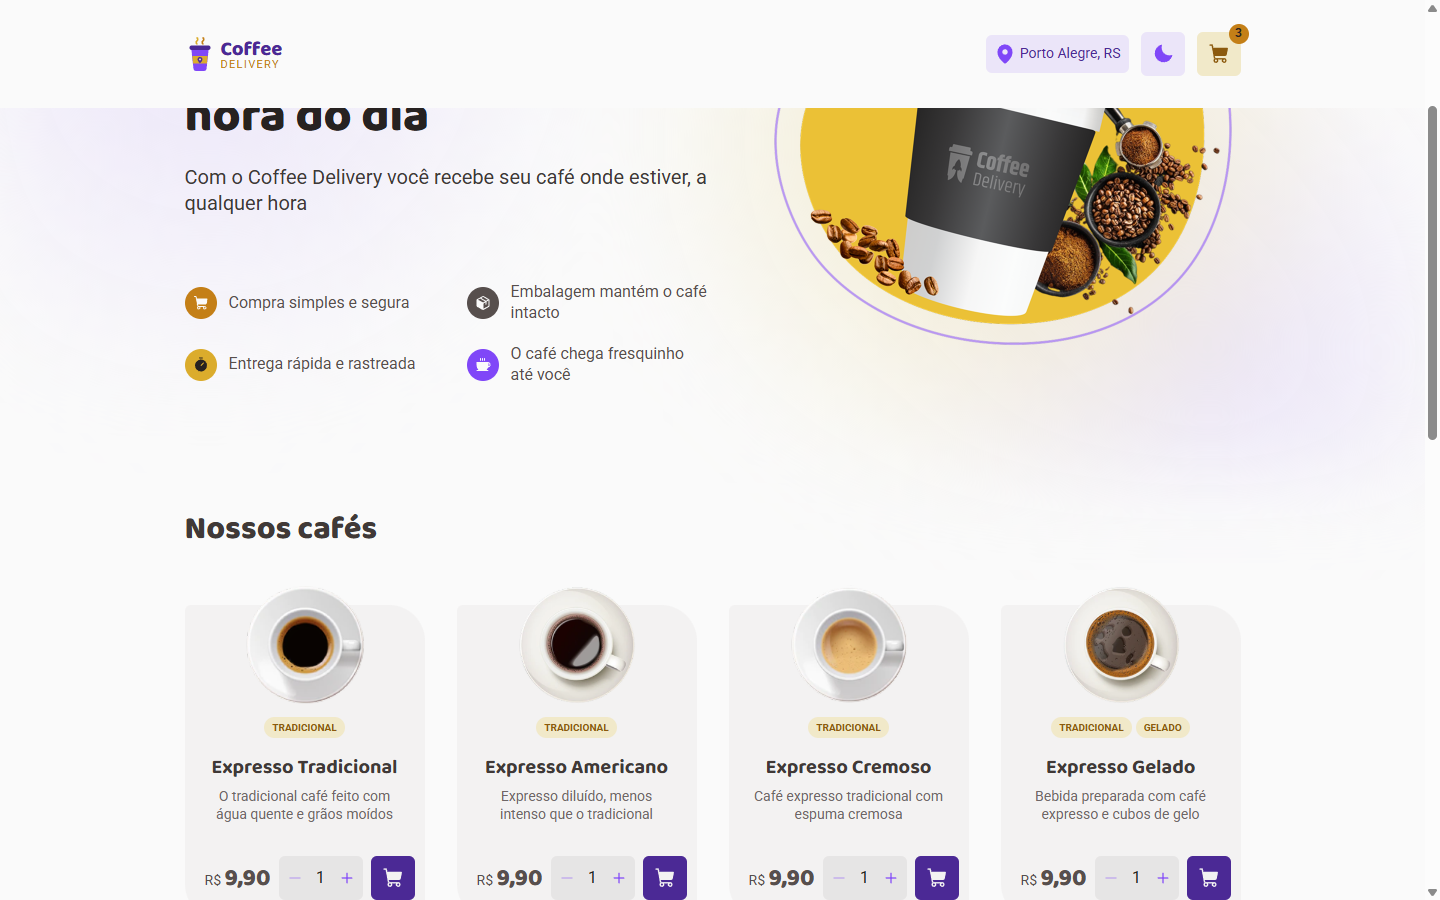 Coffee
DELIVERY
Porto Alegre, RS
3
hora do dia
Com o Coffee Delivery você recebe seu café onde estiver, a
qualquer hora
Compra simples e segura
Embalagem mantém o café
intacto
Entrega rápida e rastreada
O café chega fresquinho
até você
Coffee
Delivery
Nossos cafés
TRADICIONAL
Expresso Tradicional
O tradicional café feito com
água quente e grãos moídos
R$ 9,90 − 1 +
TRADICIONAL
Expresso Americano
Expresso diluído, menos
intenso que o tradicional
R$ 9,90 − 1 +
TRADICIONAL
Expresso Cremoso
Café expresso tradicional com
espuma cremosa
R$ 9,90 − 1 +
TRADICIONAL GELADO
Expresso Gelado
Bebida preparada com café
expresso e cubos de gelo
R$ 9,90 − 1 +